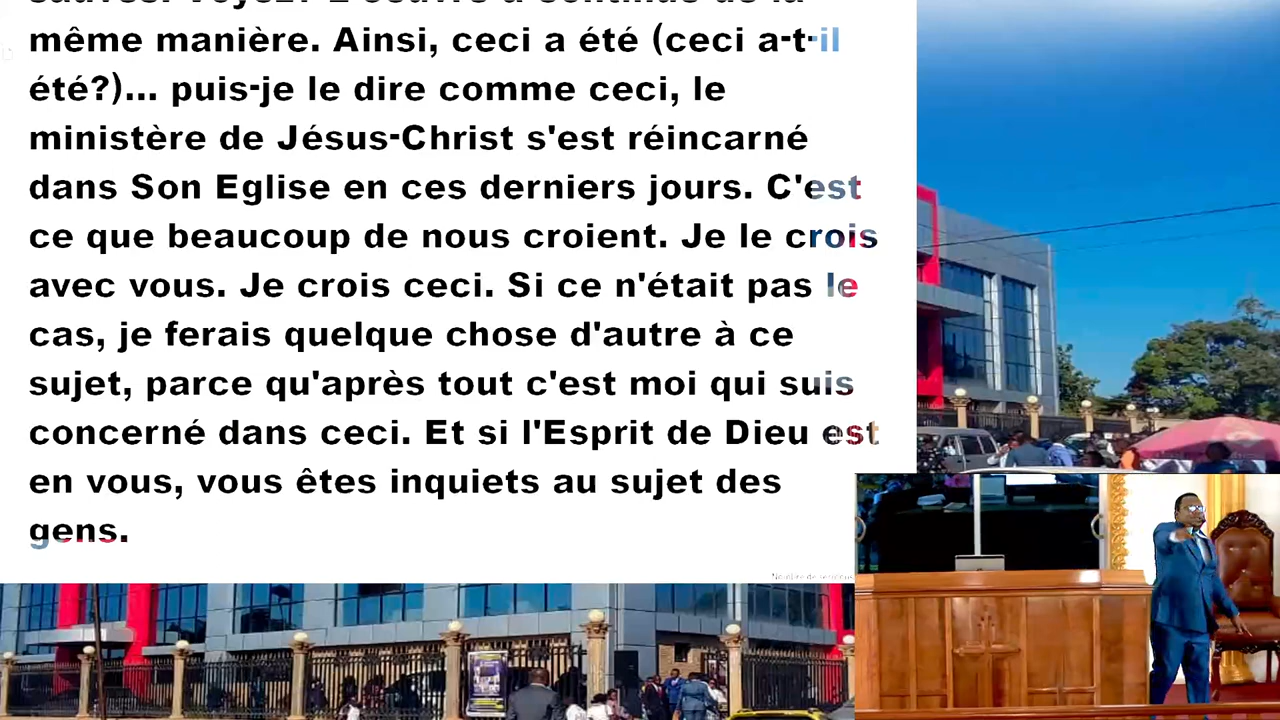 même manière. Ainsi, ceci a été (ceci a-t-il
été?)... puis-je le dire comme ceci, le
ministère de Jésus-Christ s'est réincarné
dans Son Eglise en ces derniers jours. C'est
ce que beaucoup de nous croient. Je le crois
avec vous. Je crois ceci. Si ce n'était pas le
cas, je ferais quelque chose d'autre à ce
sujet, parce qu'après tout c'est moi qui suis
concerné dans ceci. Et si l'Esprit de Dieu est
en vous, vous êtes inquiets au sujet des
gens.